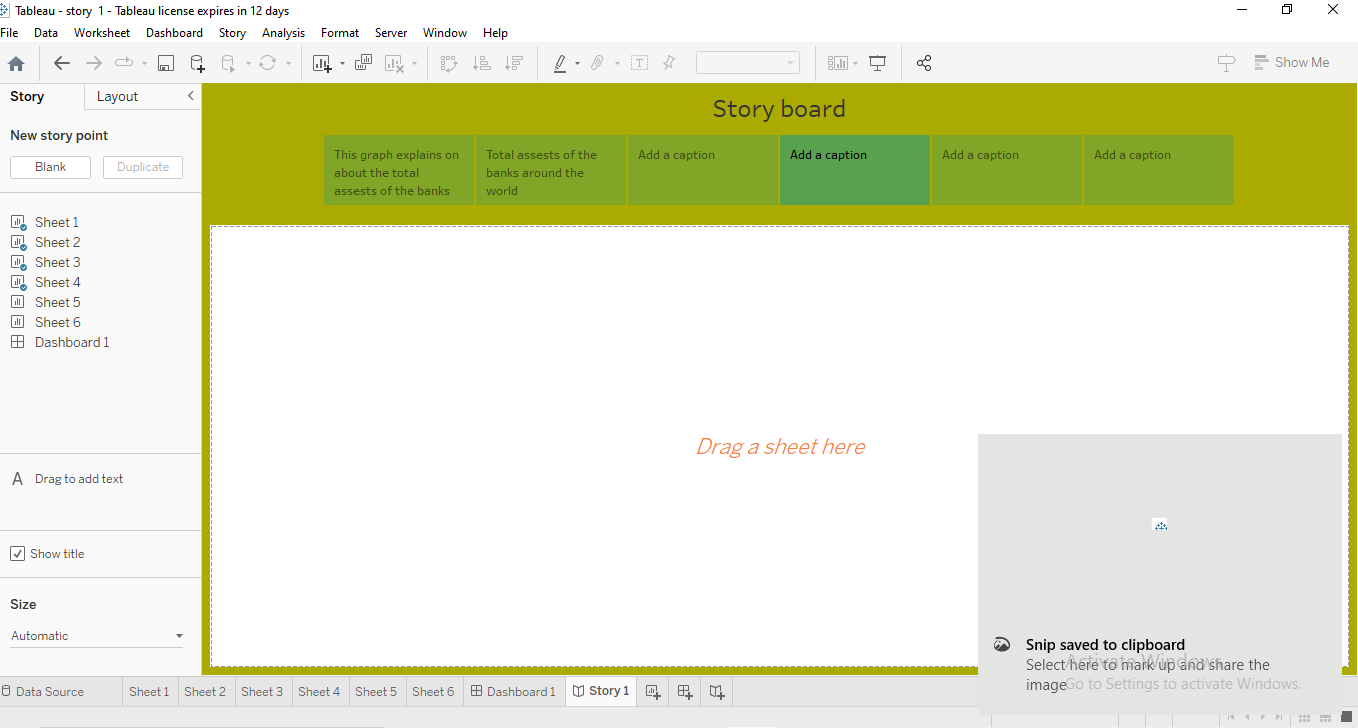 Tableau - story 1 - Tableau license expires in 12 days
File Data Worksheet Dashboard Story Analysis Format Server Window Help
Show Me
Story Layout
New story point
Blank Duplicate
Sheet 1
Sheet 2
Sheet 3
Sheet 4
Sheet 5
Sheet 6
Dashboard 1
A Drag to add text
Show title
Size
Automatic
Story board
This graph explains on
about the total
assests of the banks
Total assests of the
banks around the
world
Add a caption
Add a caption
Add a caption
Add a caption
Drag a sheet here
Snip saved to clipboard
Select here to mark up and share the
image
Activate Windows
Go to Settings to activate Windows.
Data Source Sheet 1 Sheet 2 Sheet 3 Sheet 4 Sheet 5 Sheet 6 Dashboard 1 Story 1